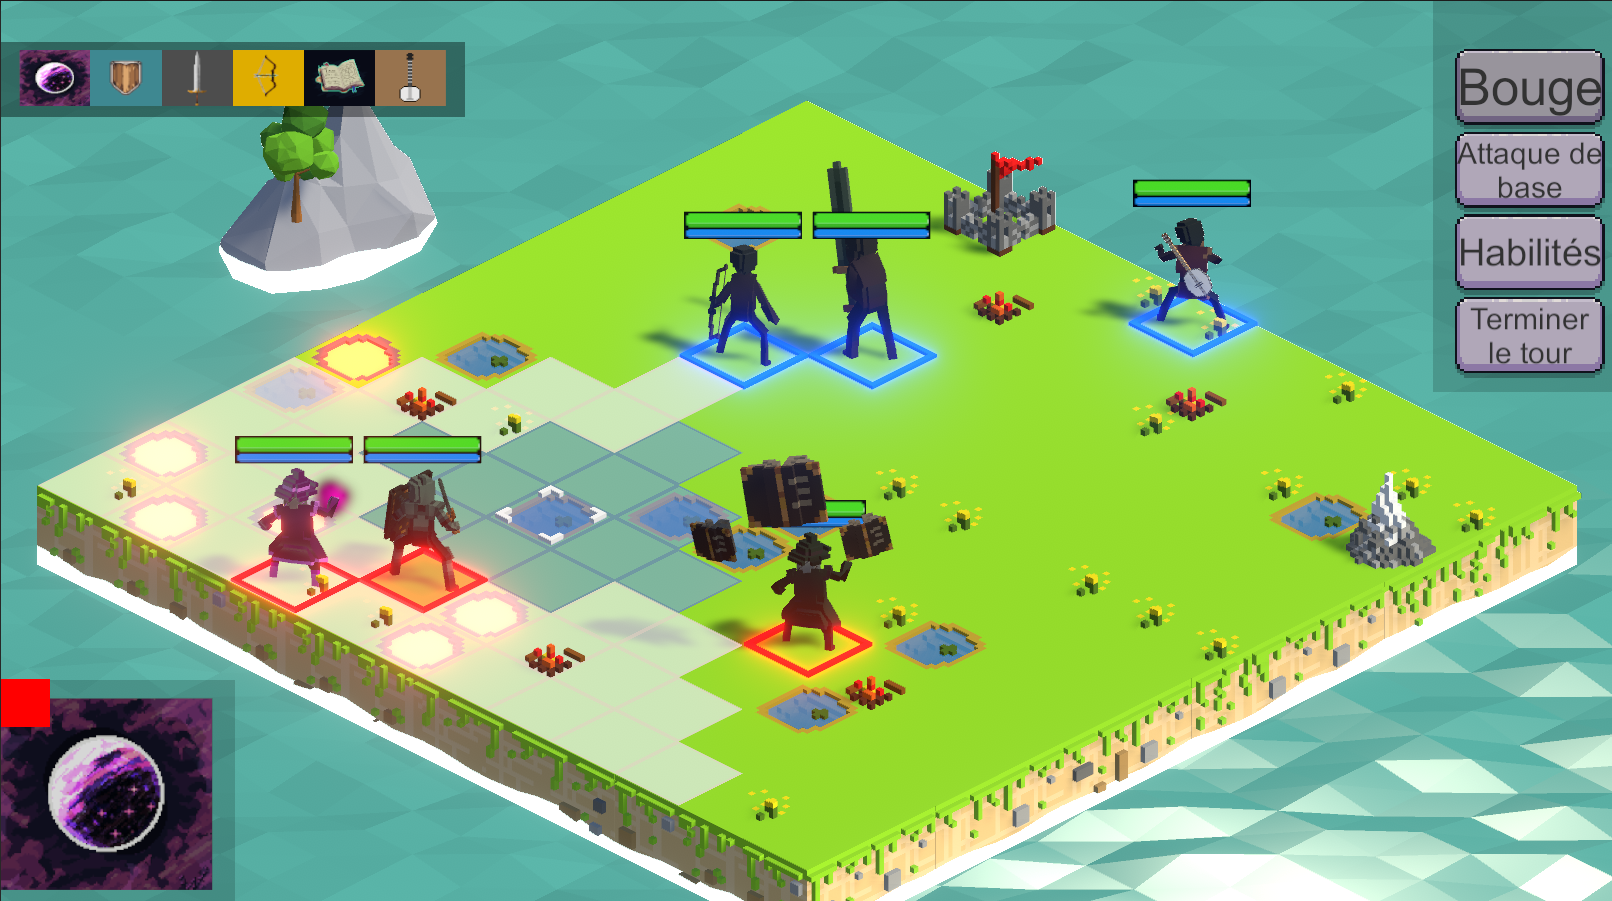 Bouge
Attaque de
base
Habilités
Terminer
le tour